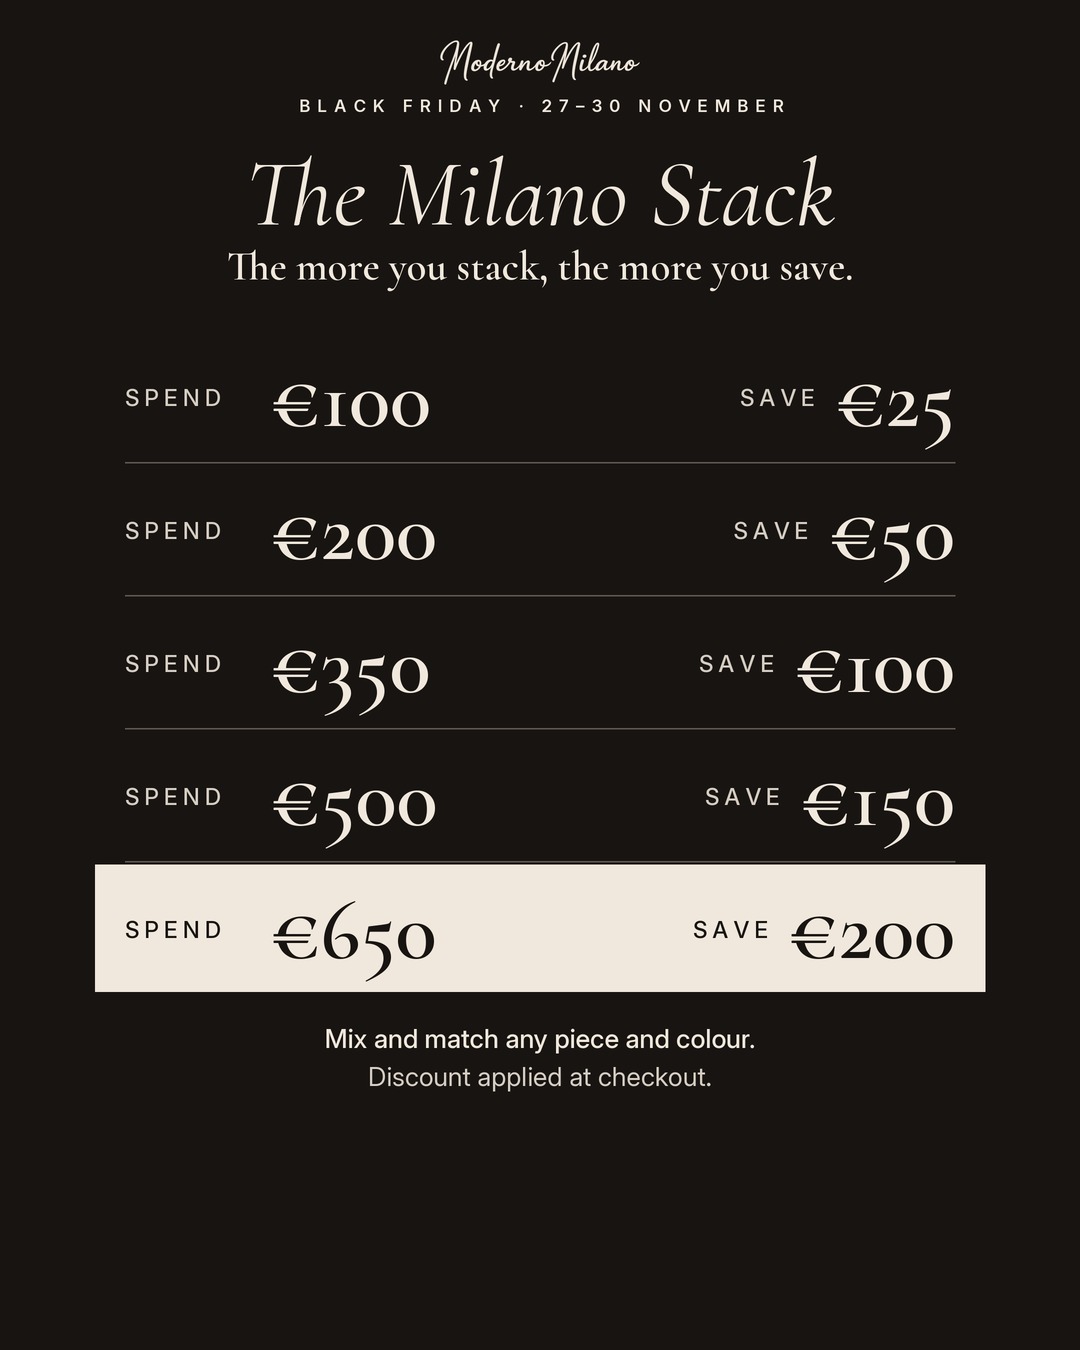 ModernoMilano
BLACK FRIDAY · 27–30 NOVEMBER
The Milano Stack
The more you stack, the more you save.
SPEND €100 SAVE €25
SPEND €200 SAVE €50
SPEND €350 SAVE €100
SPEND €500 SAVE €150
SPEND €650 SAVE €200
Mix and match any piece and colour.
Discount applied at checkout.